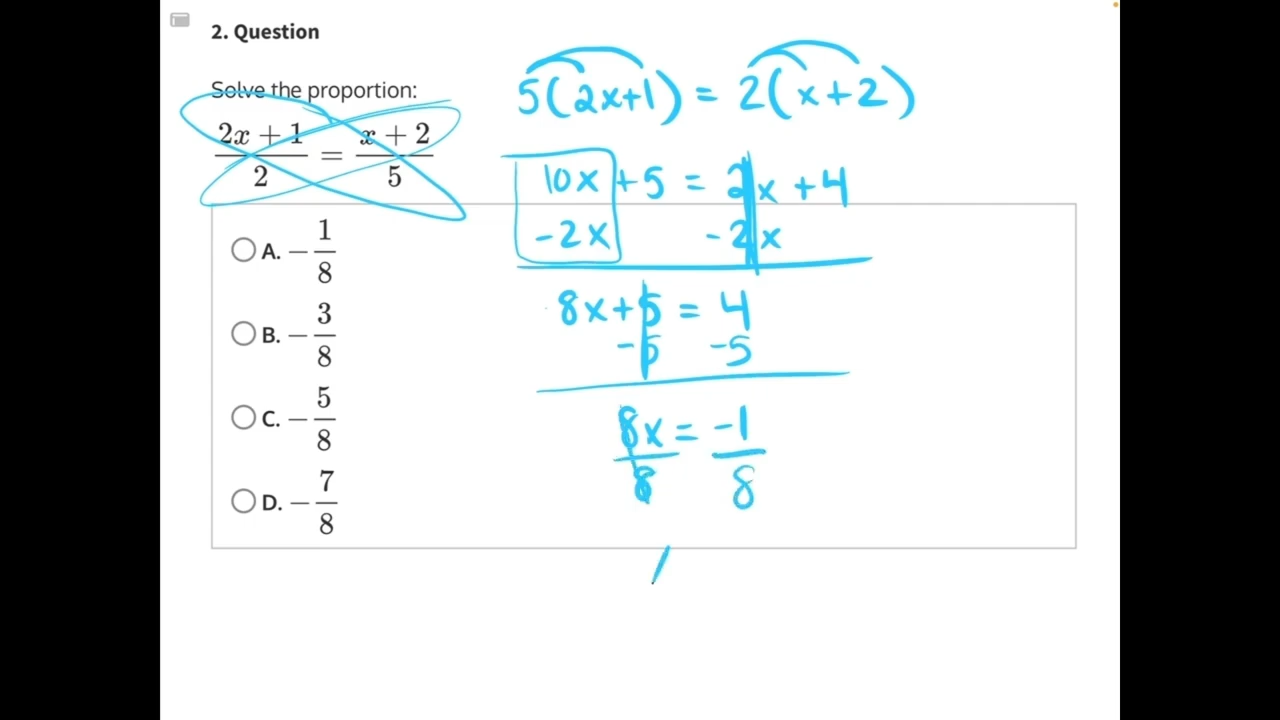 2. Question
Solve the proportion:
2x + 1 / 2 = x + 2 / 5
A. − 1/8
B. − 3/8
C. − 5/8
D. − 7/8
5(2x+1) = 2(x+2)
10x +5 = 2x +4
-2x -2x
8x+5 = 4
-5 -5
8x = -1
8 8